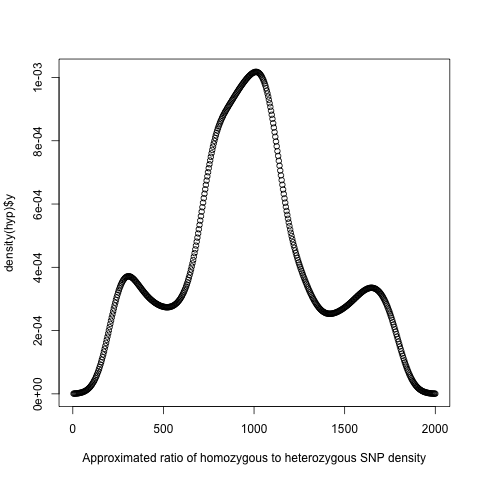 density(hyp)$y
1e-03
8e-04
6e-04
4e-04
2e-04
0e+00
0 500 1000 1500 2000
Approximated ratio of homozygous to heterozygous SNP density